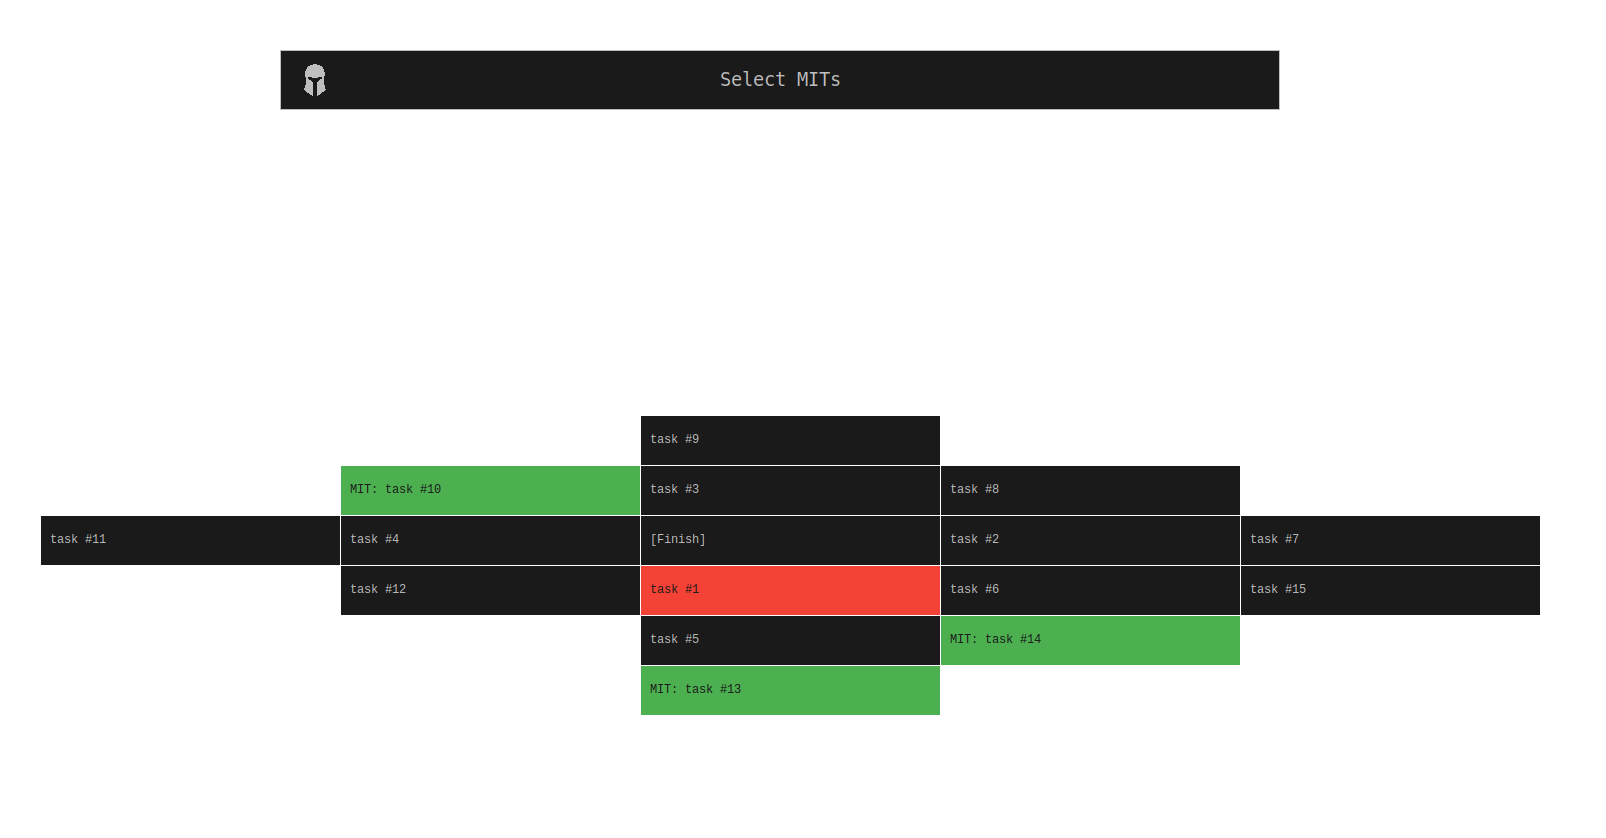 Select MITs
task #9
MIT: task #10
task #3
task #8
task #11
task #4
[Finish]
task #2
task #7
task #12
task #1
task #6
task #15
task #5
MIT: task #14
MIT: task #13